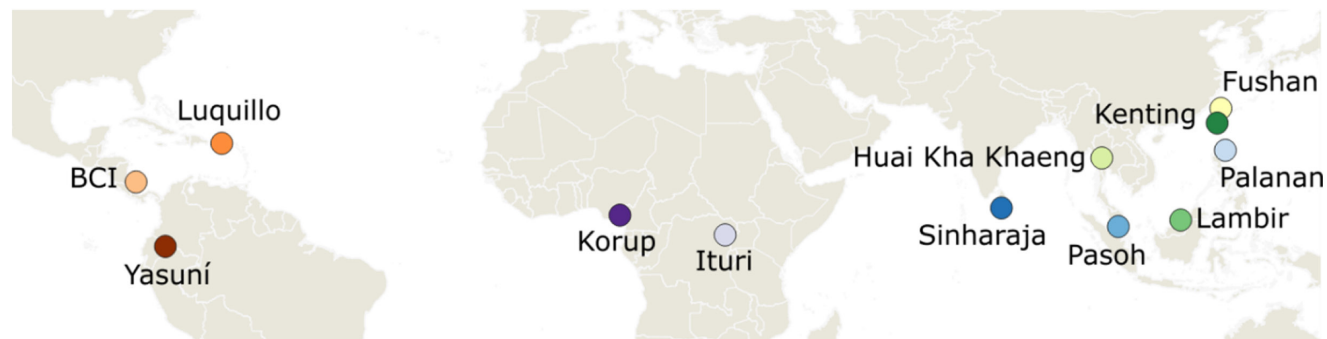 Fushan
Luquillo
Kenting
Huai Kha Khaeng
BCI
Palanan
Lambir
Sinharaja
Korup
Pasoh
Ituri
Yasuní